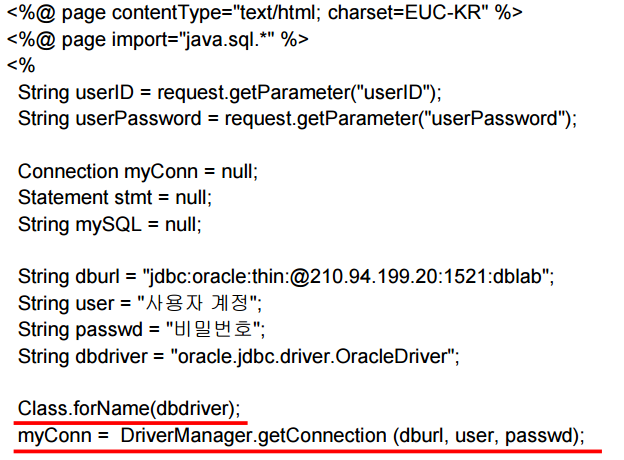 <%@ page contentType="text/html; charset=EUC-KR" %>
<%@ page import="java.sql.*" %>
<%
String userID = request.getParameter("userID");
String userPassword = request.getParameter("userPassword");
Connection myConn = null;
Statement stmt = null;
String mySQL = null;
String dburl = "jdbc:oracle:thin:@210.94.199.20:1521:dblab";
String user = "사용자 계정";
String passwd = "비밀번호";
String dbdriver = "oracle.jdbc.driver.OracleDriver";
Class.forName(dbdriver);
myConn = DriverManager.getConnection (dburl, user, passwd);